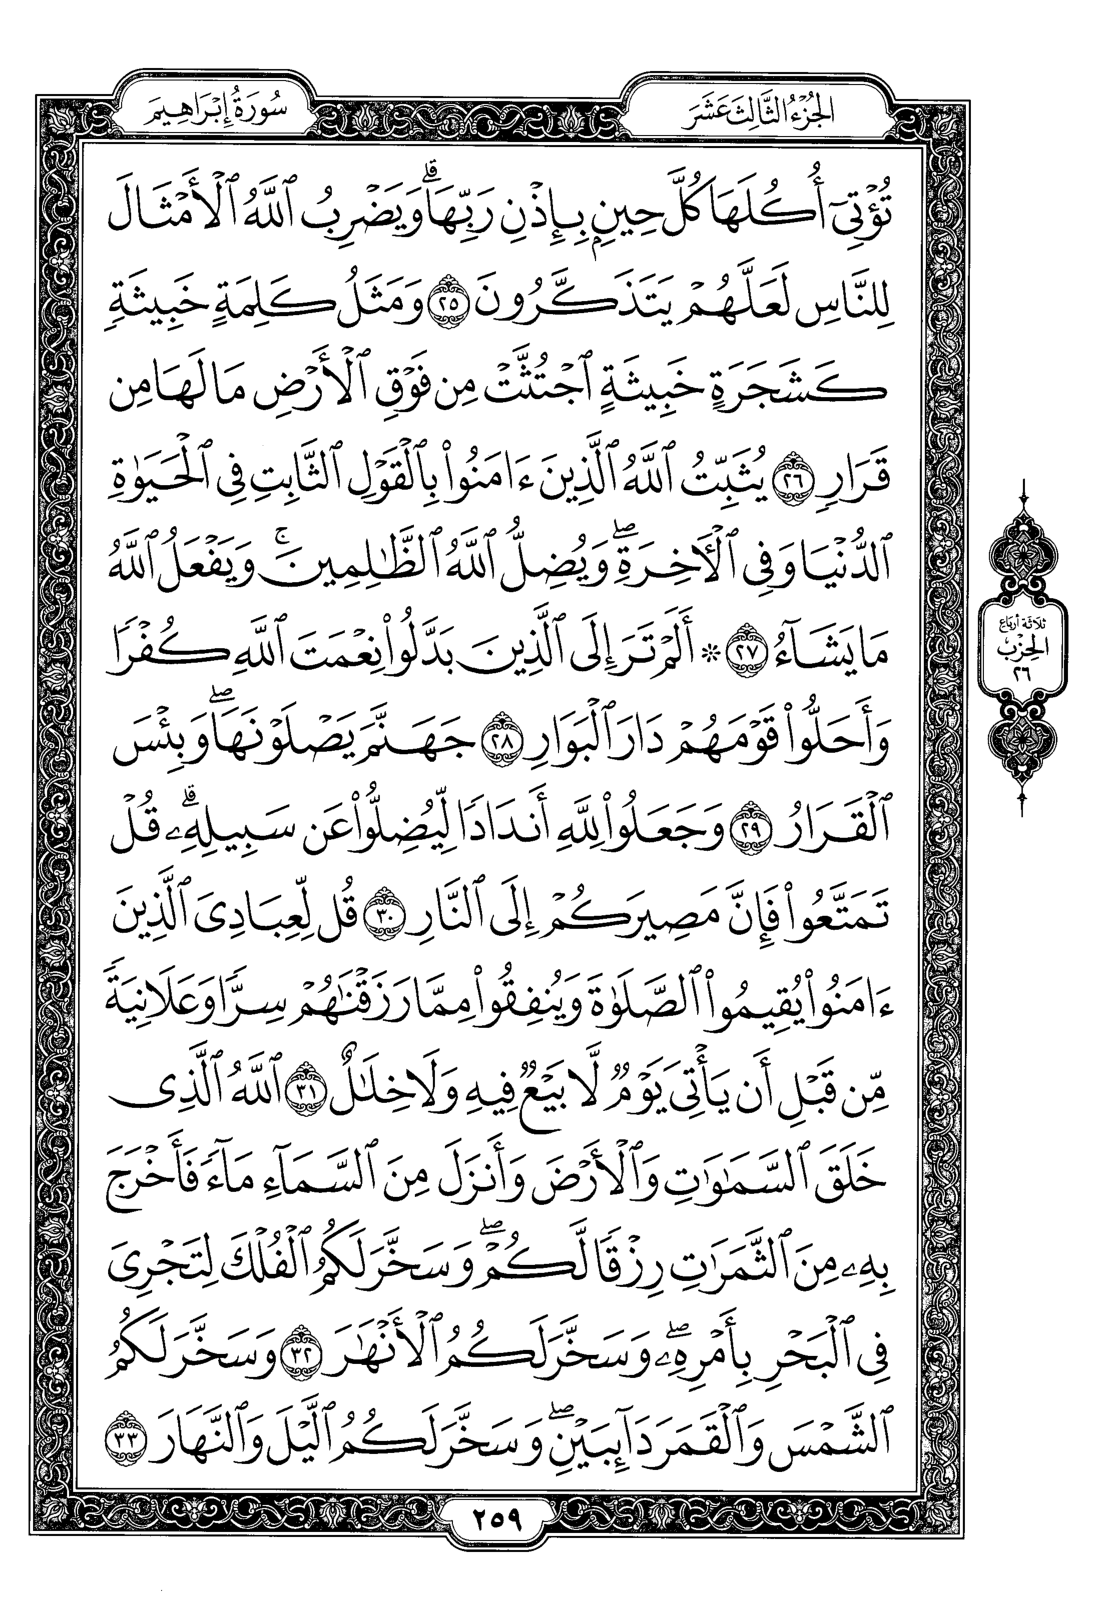 الجُزْءُ الثَّالِثَ عَشَرَ
سُورَةُ إِبْرَاهِيمَ
تُؤْتِىٓ أُكُلَهَا كُلَّ حِينِۭ بِإِذْنِ رَبِّهَاۗ وَيَضْرِبُ ٱللَّهُ ٱلْأَمْثَالَ
لِلنَّاسِ لَعَلَّهُمْ يَتَذَكَّرُونَ ٢٥ وَمَثَلُ كَلِمَةٍ خَبِيثَةٖ
كَشَجَرَةٍ خَبِيثَةٍ ٱجْتُثَّتْ مِن فَوْقِ ٱلْأَرْضِ مَا لَهَا مِن
قَرَارٖ ٢٦ يُثَبِّتُ ٱللَّهُ ٱلَّذِينَ ءَامَنُوا۟ بِٱلْقَوْلِ ٱلثَّابِتِ فِى ٱلْحَيَوٰةِ
ٱلدُّنْيَا وَفِى ٱلْأَخِرَةِۖ وَيُضِلُّ ٱللَّهُ ٱلظَّٰلِمِينَۚ وَيَفْعَلُ ٱللَّهُ
مَا يَشَآءُ ٢٧ ۞ أَلَمْ تَرَ إِلَى ٱلَّذِينَ بَدَّلُوا۟ نِعْمَتَ ٱللَّهِ كُفْرٗا
وَأَحَلُّوا۟ قَوْمَهُمْ دَارَ ٱلْبَوَارِ ٢٨ جَهَنَّمَ يَصْلَوْنَهَاۖ وَبِئْسَ
ٱلْقَرَارُ ٢٩ وَجَعَلُوا۟ لِلَّهِ أَندَادٗا لِّيُضِلُّوا۟ عَن سَبِيلِهِۦۗ قُلْ
تَمَتَّعُوا۟ فَإِنَّ مَصِيرَكُمْ إِلَى ٱلنَّارِ ٣٠ قُل لِّعِبَادِىَ ٱلَّذِينَ
ءَامَنُوا۟ يُقِيمُوا۟ ٱلصَّلَوٰةَ وَيُنفِقُوا۟ مِمَّا رَزَقْنَٰهُمْ سِرّٗا وَعَلَانِيَةٗ
مِّن قَبْلِ أَن يَأْتِىَ يَوْمٞ لَّا بَيْعٞ فِيهِ وَلَا خِلَٰلٌ ٣١ ٱللَّهُ ٱلَّذِى
خَلَقَ ٱلسَّمَٰوَٰتِ وَٱلْأَرْضَ وَأَنزَلَ مِنَ ٱلسَّمَآءِ مَآءٗ فَأَخْرَجَ
بِهِۦ مِنَ ٱلثَّمَرَٰتِ رِزْقٗا لَّكُمْۖ وَسَخَّرَ لَكُمُ ٱلْفُلْكَ لِتَجْرِىَ
فِى ٱلْبَحْرِ بِأَمْرِهِۦۖ وَسَخَّرَ لَكُمُ ٱلْأَنْهَٰرَ ٣٢ وَسَخَّرَ لَكُمُ
ٱلشَّمْسَ وَٱلْقَمَرَ دَآئِبَيْنِۖ وَسَخَّرَ لَكُمُ ٱلَّيْلَ وَٱلنَّهَارَ ٣٣
ثلاثة أرباع
الحِزْب
٢٦
٢٥٩